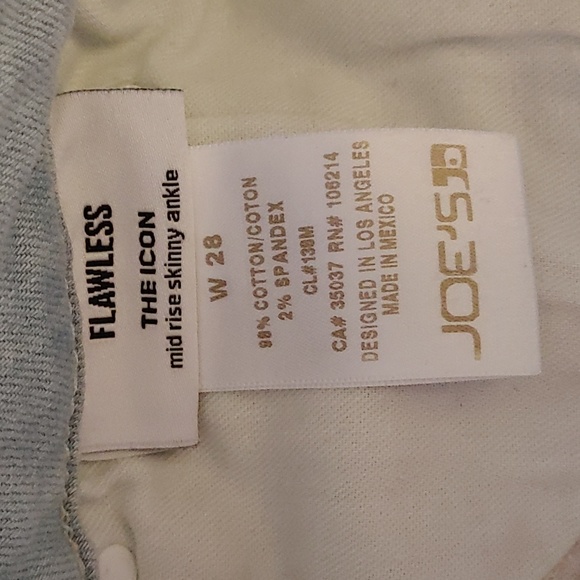 FLAWLESS
THE ICON
mid rise skinny ankle
W 28
98% COTTON/COTON
2% SPANDEX
CL#138M
CA# 35037 RN# 106214
DESIGNED IN LOS ANGELES
MADE IN MEXICO
JOE'S